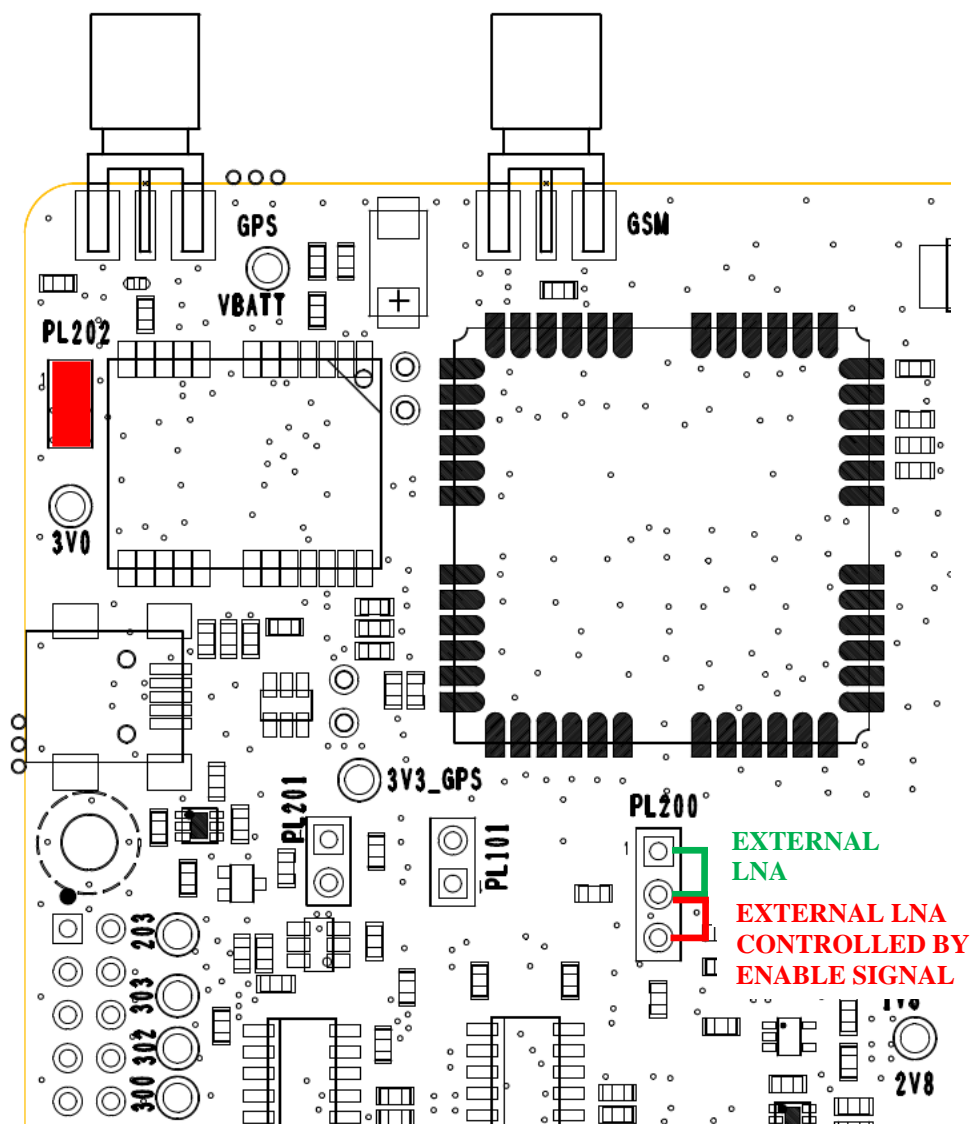 GPS
GSM
VBATT
PL202
1
3V0
3V3_GPS
PL201
PL101
PL200
1
EXTERNAL
LNA
EXTERNAL LNA
CONTROLLED BY
ENABLE SIGNAL
203
303
302
300
2V8